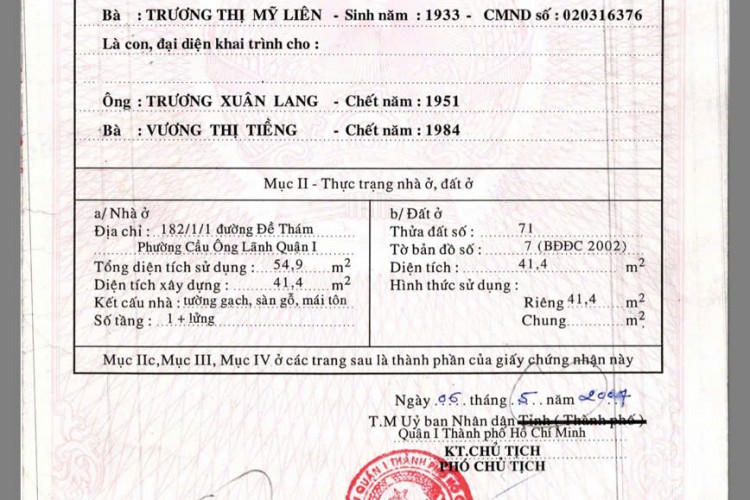 Bà : TRƯƠNG THỊ MỸ LIÊN - Sinh năm : 1933 - CMND số : 020316376
Là con, đại diện khai trình cho :
Ông : TRƯƠNG XUÂN LANG - Chết năm : 1951
Bà : VƯƠNG THỊ TIỀNG - Chết năm : 1984
Mục II - Thực trạng nhà ở, đất ở
a/ Nhà ở
Địa chỉ : 182/1/1 đường Đề Thám
Phường Cầu Ông Lãnh Quận I
Tổng diện tích sử dụng : 54,9 m²
Diện tích xây dựng : 41,4 m²
Kết cấu nhà : tường gạch, sàn gỗ, mái tôn
Số tầng : 1 + lửng
b/ Đất ở
Thửa đất số : 71
Tờ bản đồ số : 7 (BĐĐC 2002)
Diện tích : 41,4 m²
Hình thức sử dụng :
Riêng 41,4 m²
Chung m²
Mục IIc,Mục III, Mục IV ở các trang sau là thành phần của giấy chứng nhận này
Ngày 05 tháng 5 năm 2004
T.M Uỷ ban Nhân dân Tỉnh ( Thành phố )
Quận I Thành phố Hồ Chí Minh
KT.CHỦ TỊCH
PHÓ CHỦ TỊCH
QUẬN I THÀNH PHỐ